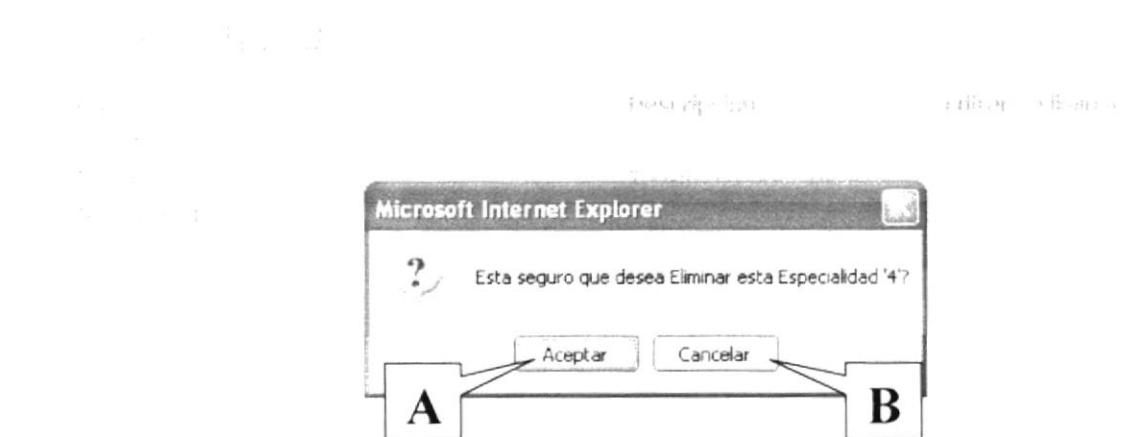 Microsoft Internet Explorer
Esta seguro que desea Eliminar esta Especialidad '4'?
Aceptar
Cancelar
A
B